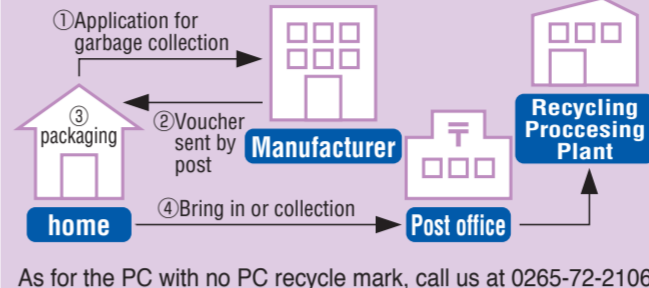 ①Application for
garbage collection
③
packaging
②Voucher
sent by
post
Manufacturer
〒
Recycling
Proccesing
Plant
home
④Bring in or collection
Post office
As for the PC with no PC recycle mark, call us at 0265-72-2106